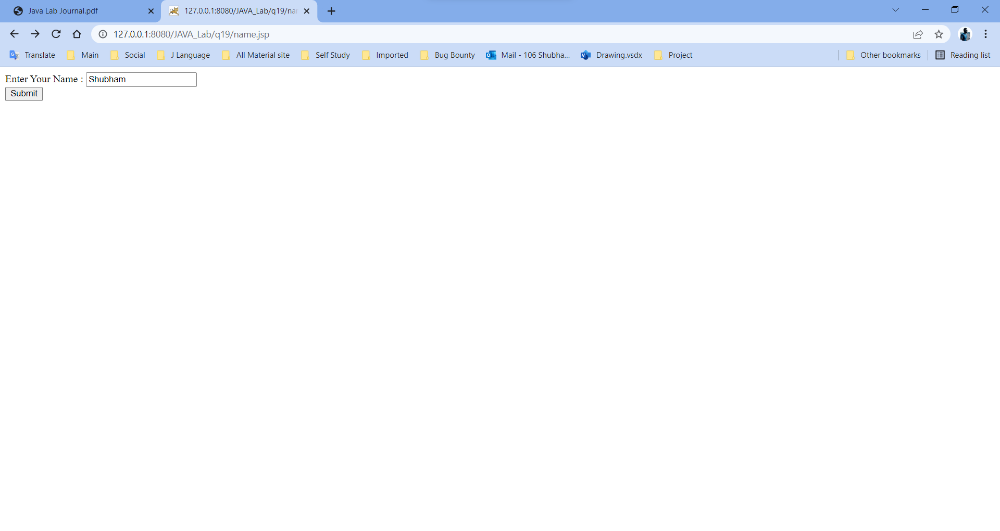 Java Lab Journal.pdf
127.0.0.1:8080/JAVA_Lab/q19/nar
127.0.0.1:8080/JAVA_Lab/q19/name.jsp
Translate Main Social J Language All Material site Self Study Imported Bug Bounty Mail - 106 Shubha... Drawing.vsdx Project Other bookmarks Reading list
Enter Your Name : Shubham
Submit